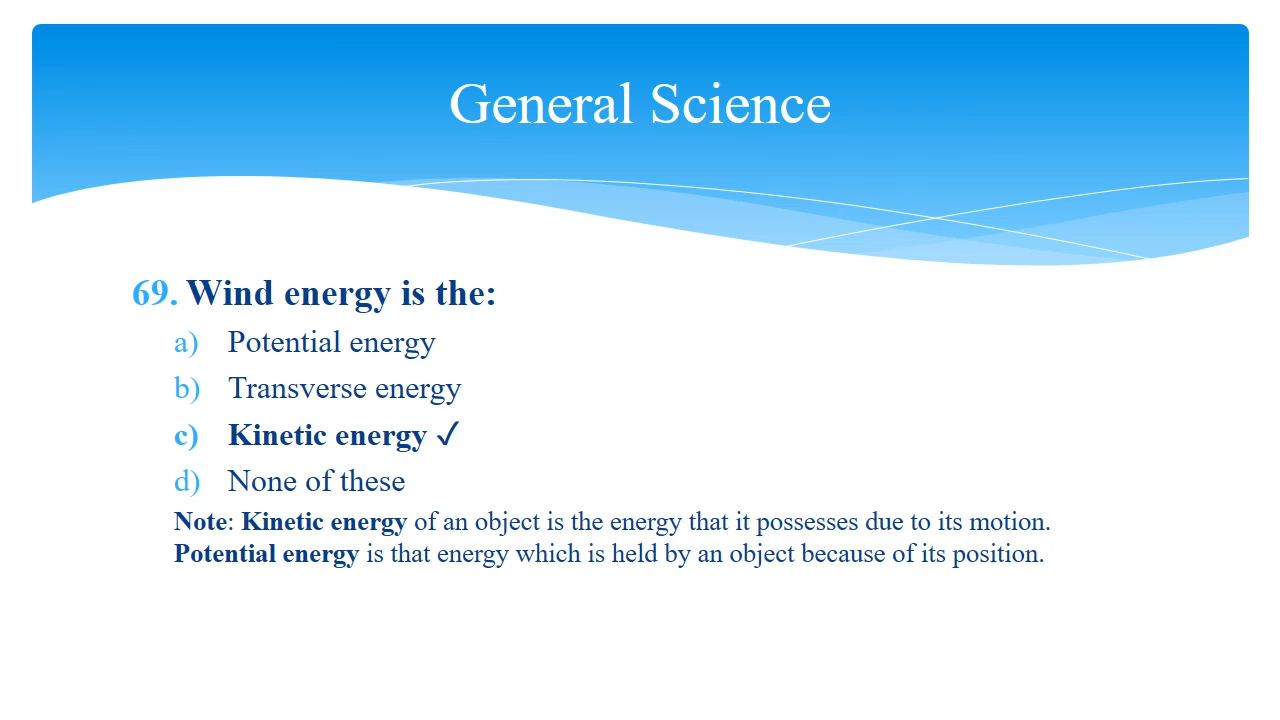 General Science
69. Wind energy is the:
a) Potential energy
b) Transverse energy
c) Kinetic energy ✓
d) None of these
Note: Kinetic energy of an object is the energy that it possesses due to its motion.
Potential energy is that energy which is held by an object because of its position.